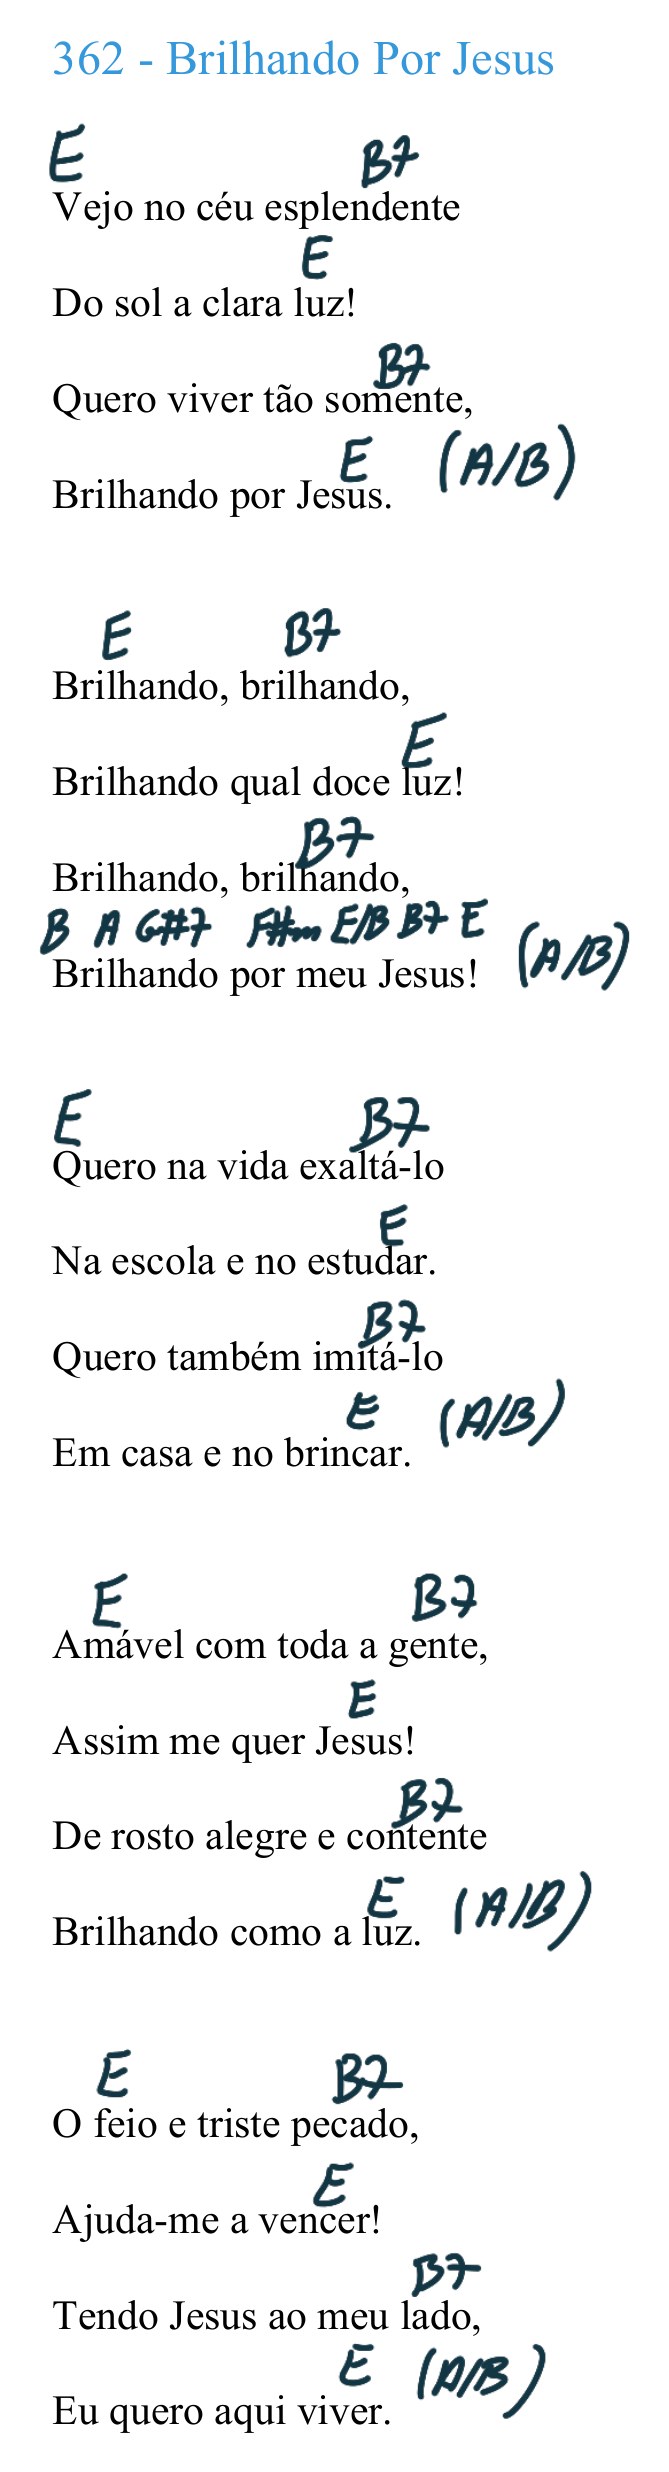 362 - Brilhando Por Jesus
E B7
Vejo no céu esplendente
E
Do sol a clara luz!
B7
Quero viver tão somente,
E (A/B)
Brilhando por Jesus.
E B7
Brilhando, brilhando,
E
Brilhando qual doce luz!
B7
Brilhando, brilhando,
B A G#7 F#m E/B B7 E (A/B)
Brilhando por meu Jesus!
E B7
Quero na vida exaltá-lo
E
Na escola e no estudar.
B7
Quero também imitá-lo
E (A/B)
Em casa e no brincar.
E B7
Amável com toda a gente,
E
Assim me quer Jesus!
B7
De rosto alegre e contente
E (A/B)
Brilhando como a luz.
E B7
O feio e triste pecado,
E
Ajuda-me a vencer!
B7
Tendo Jesus ao meu lado,
E (A/B)
Eu quero aqui viver.